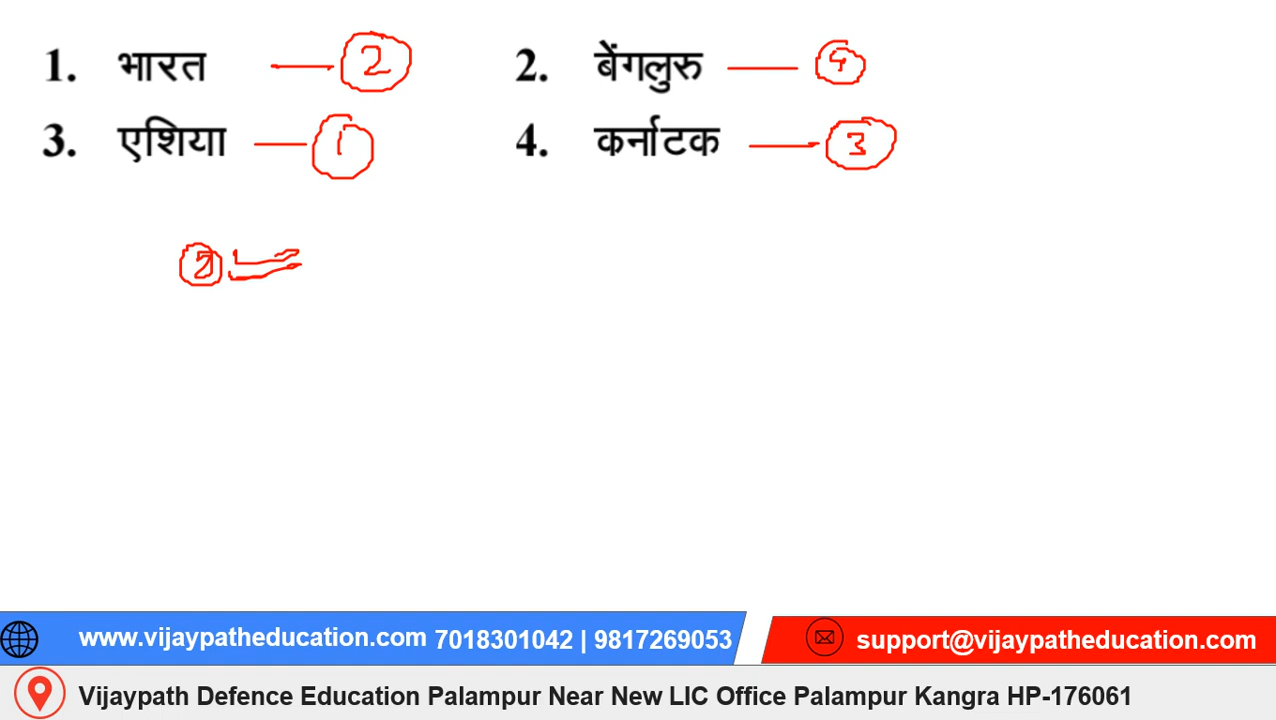 1. भारत — 2 2. बेंगलुरु — 4
3. एशिया — 1 4. कर्नाटक — 3
2
www.vijaypatheducation.com 7018301042 | 9817269053 support@vijaypatheducation.com
Vijaypath Defence Education Palampur Near New LIC Office Palampur Kangra HP-176061